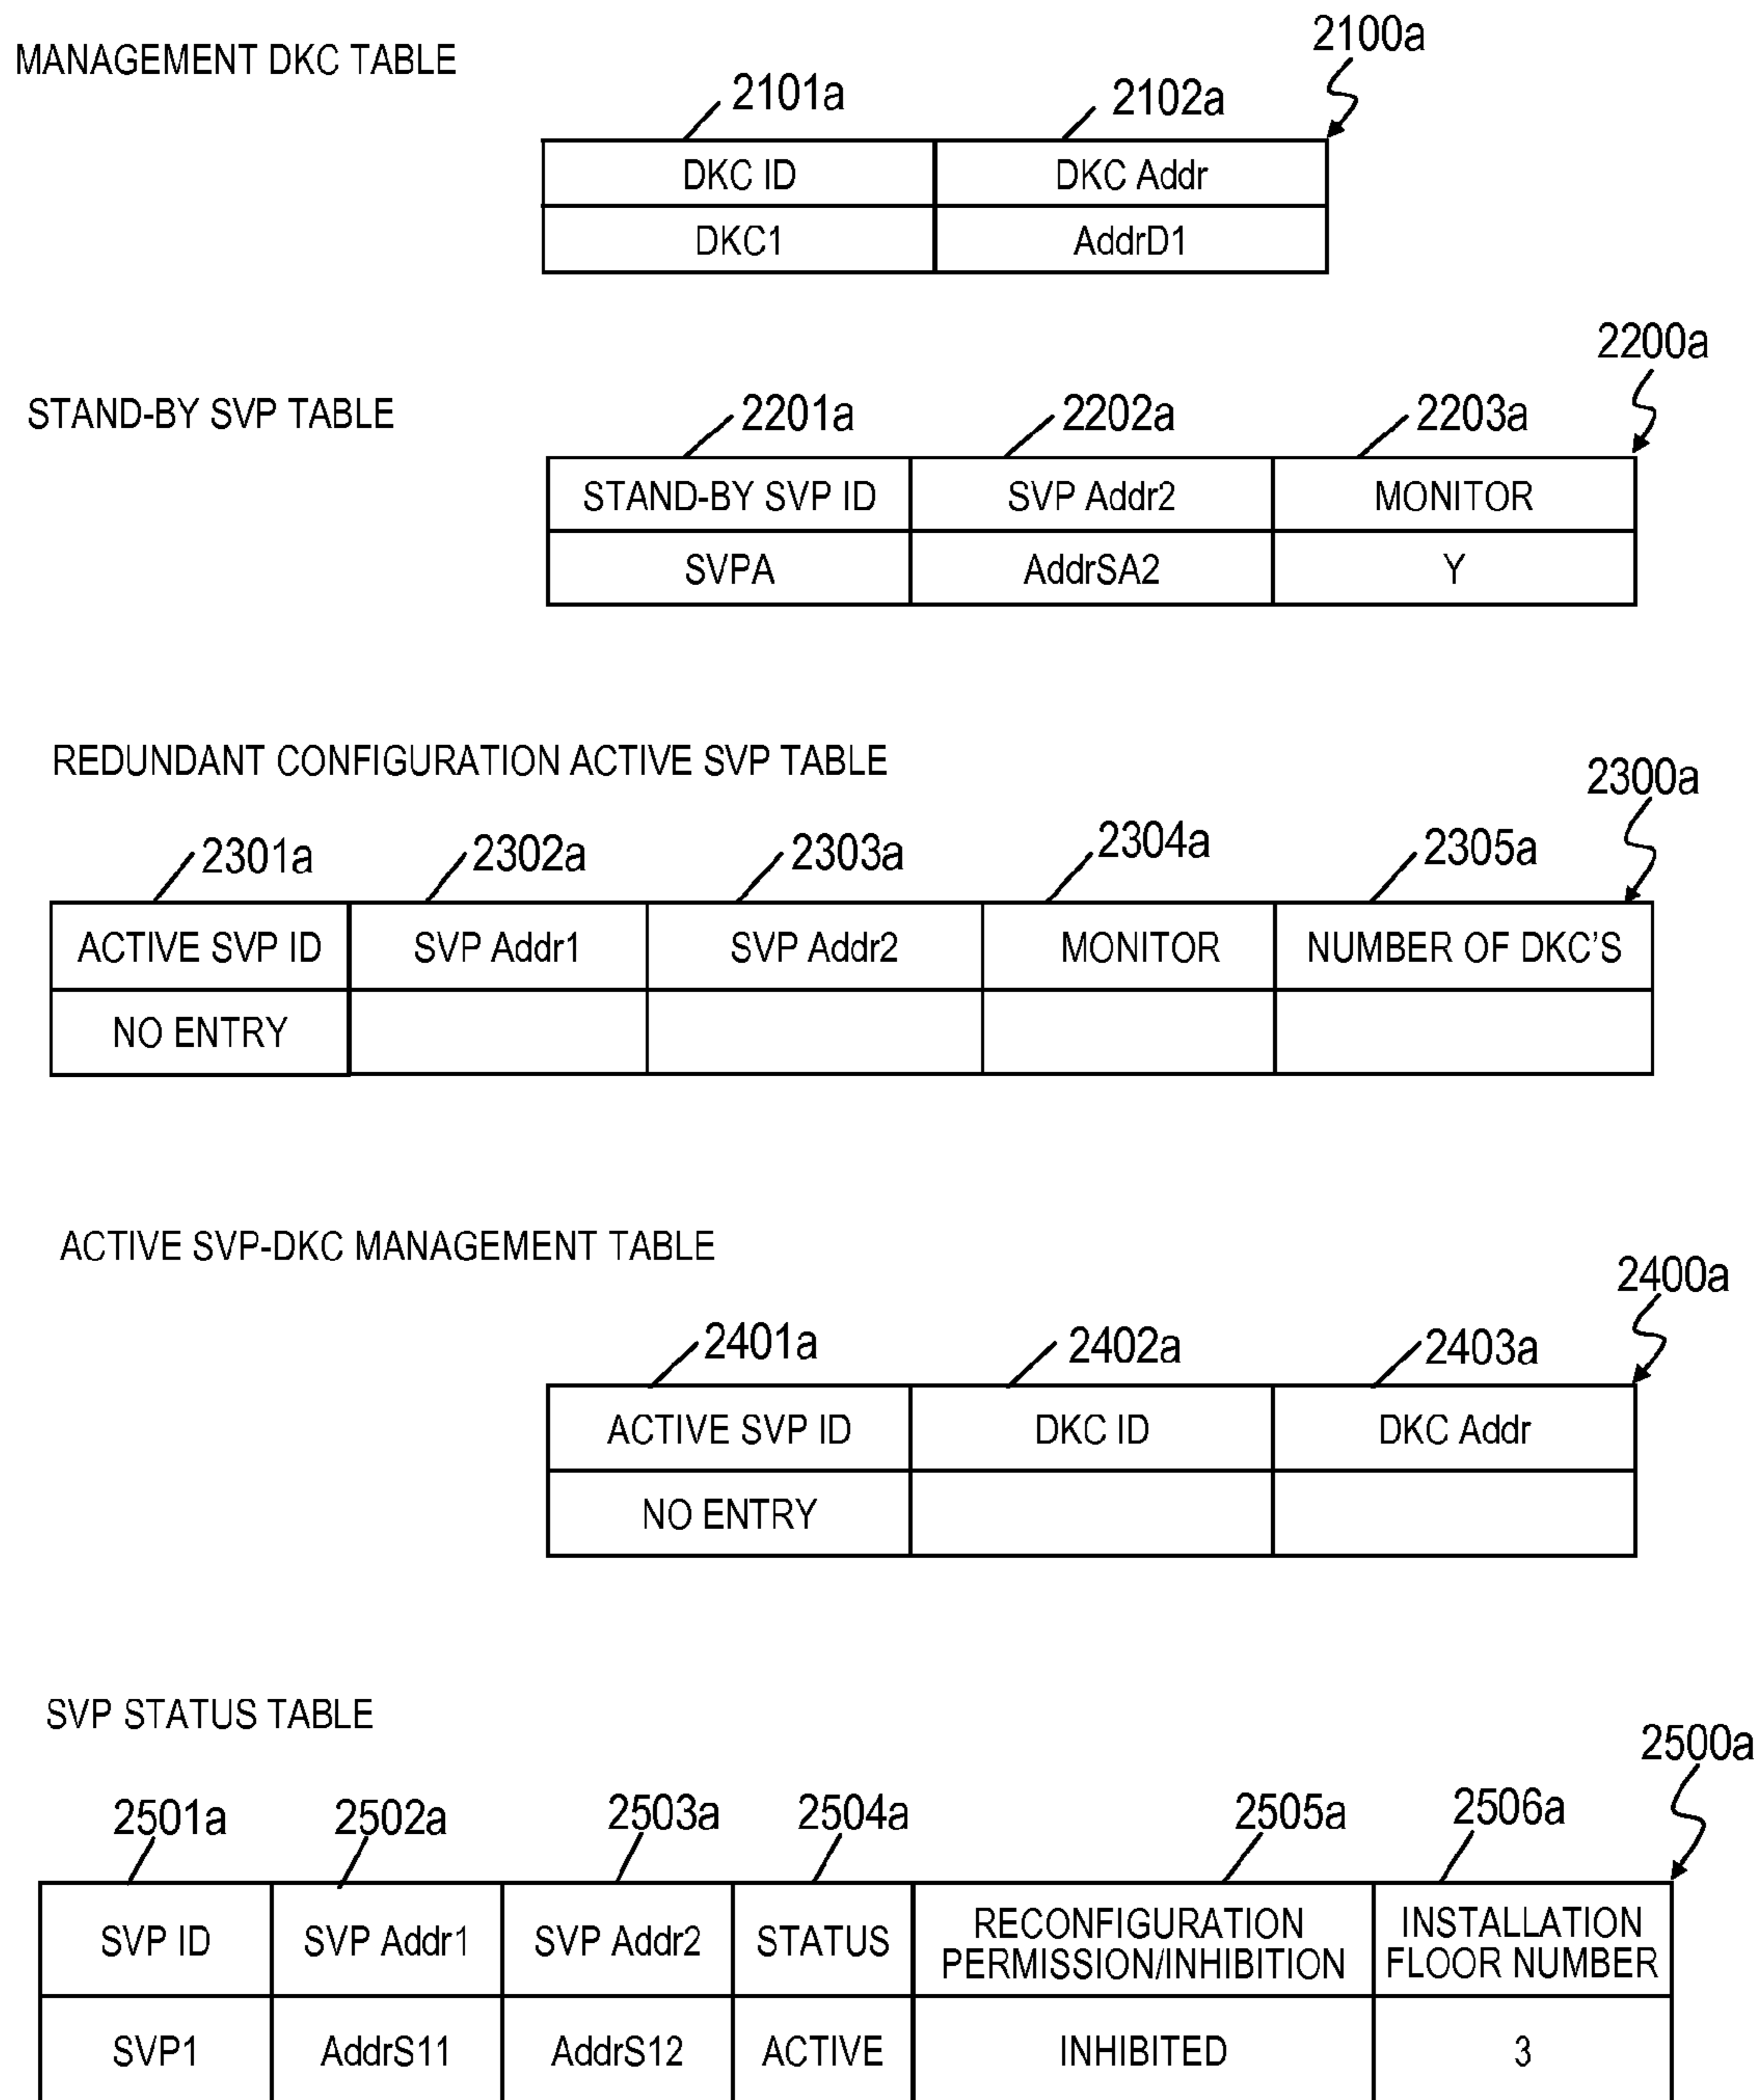 MANAGEMENT DKC TABLE
2100a
2101a
2102a
DKC ID
DKC Addr
DKC1
AddrD1
2200a
STAND-BY SVP TABLE
2201a
2202a
2203a
STAND-BY SVP ID
SVP Addr2
MONITOR
SVPA
AddrSA2
Y
REDUNDANT CONFIGURATION ACTIVE SVP TABLE
2300a
2301a
2302a
2303a
2304a
2305a
ACTIVE SVP ID
SVP Addr1
SVP Addr2
MONITOR
NUMBER OF DKC'S
NO ENTRY
ACTIVE SVP-DKC MANAGEMENT TABLE
2400a
2401a
2402a
2403a
ACTIVE SVP ID
DKC ID
DKC Addr
NO ENTRY
SVP STATUS TABLE
2500a
2501a
2502a
2503a
2504a
2505a
2506a
SVP ID
SVP Addr1
SVP Addr2
STATUS
RECONFIGURATION
PERMISSION/INHIBITION
INSTALLATION
FLOOR NUMBER
SVP1
AddrS11
AddrS12
ACTIVE
INHIBITED
3